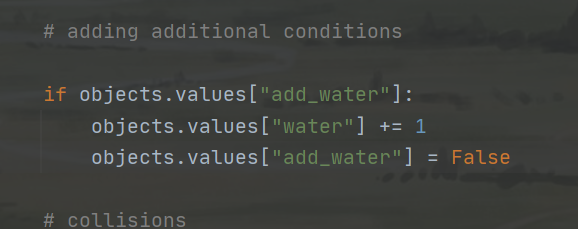 # adding additional conditions
if objects.values["add_water"]:
    objects.values["water"] += 1
    objects.values["add_water"] = False
# collisions